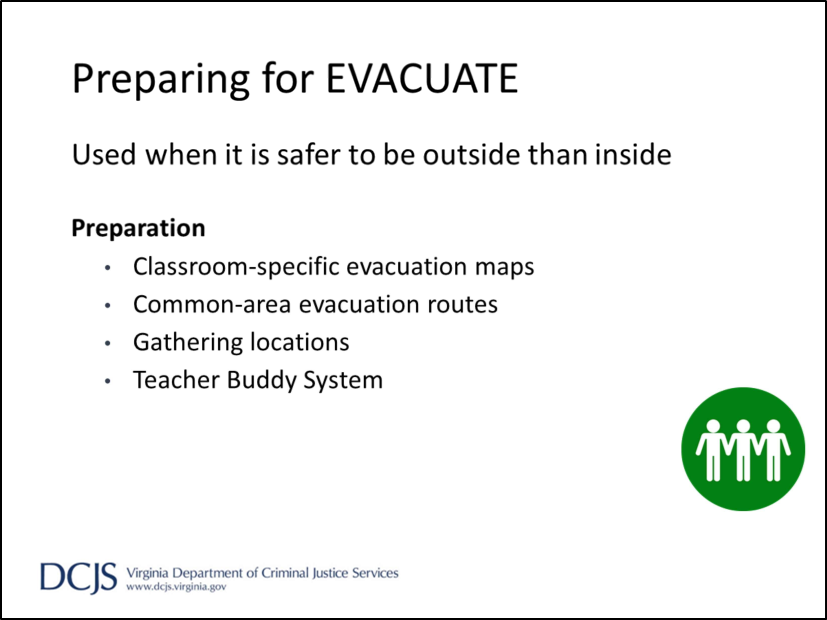 Preparing for EVACUATE
Used when it is safer to be outside than inside
Preparation
• Classroom-specific evacuation maps
• Common-area evacuation routes
• Gathering locations
• Teacher Buddy System
DCJS Virginia Department of Criminal Justice Services
www.dcjs.virginia.gov